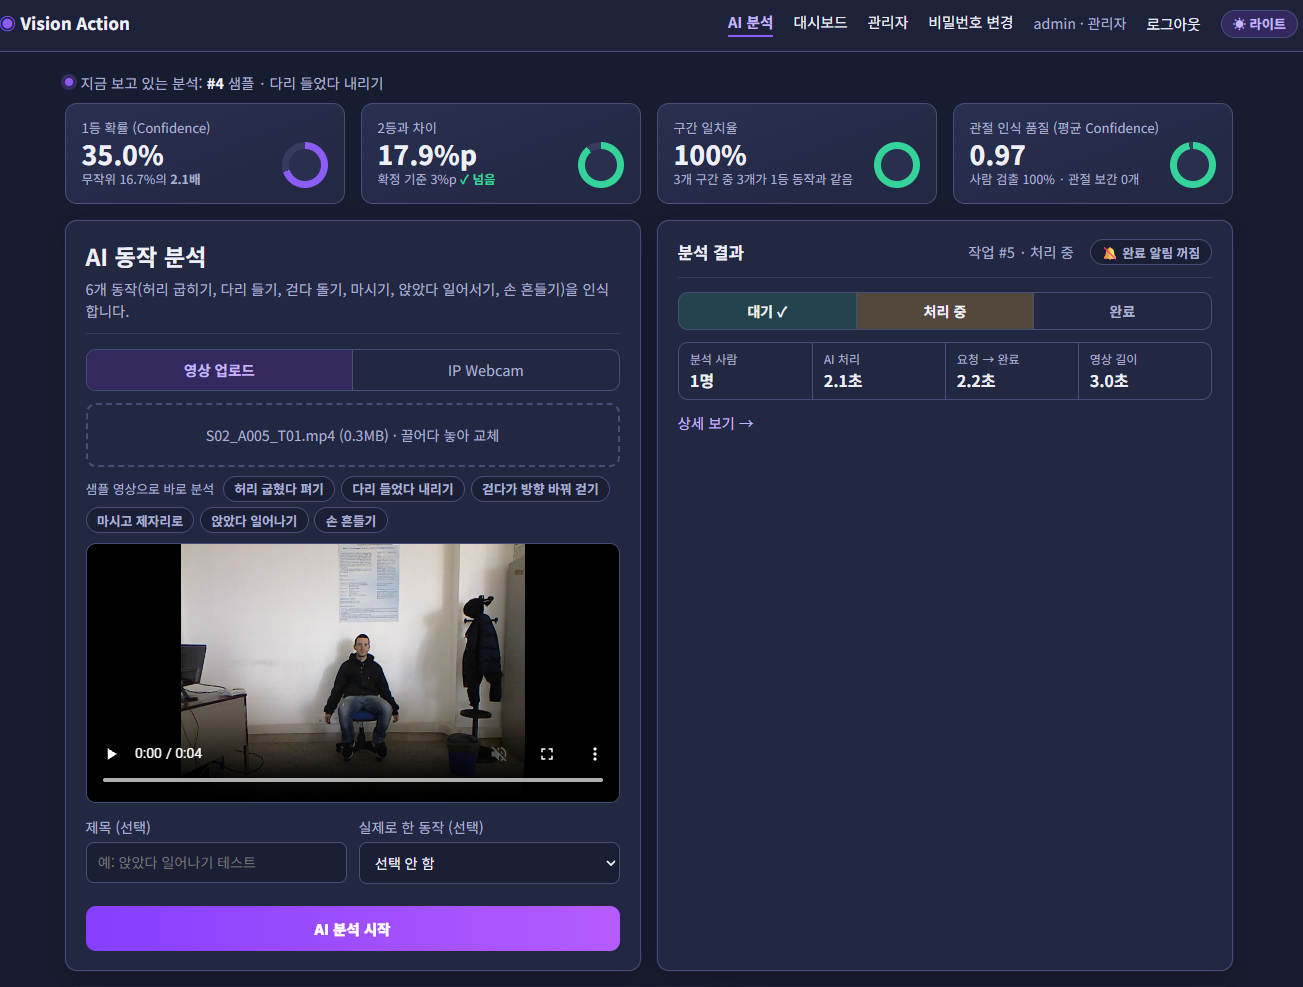 Vision Action
AI 분석 대시보드 관리자 비밀번호 변경 admin · 관리자 로그아웃 라이트
지금 보고 있는 분석: #4 샘플 · 다리 들었다 내리기
1등 확률 (Confidence)
35.0%
무작위 16.7%의 2.1배
2등과 차이
17.9%p
확정 기준 3%p ✓ 넘음
구간 일치율
100%
3개 구간 중 3개가 1등 동작과 같음
관절 인식 품질 (평균 Confidence)
0.97
사람 검출 100% · 관절 보간 0개
AI 동작 분석
6개 동작(허리 굽히기, 다리 들기, 걷다 돌기, 마시기, 앉았다 일어서기, 손 흔들기)을 인식
합니다.
영상 업로드 IP Webcam
S02_A005_T01.mp4 (0.3MB) · 끌어다 놓아 교체
샘플 영상으로 바로 분석 허리 굽혔다 펴기 다리 들었다 내리기 걷다가 방향 바꿔 걷기
마시고 제자리로 앉았다 일어나기 손 흔들기
0:00 / 0:04
제목 (선택) 실제로 한 동작 (선택)
예: 앉았다 일어나기 테스트 선택 안 함
AI 분석 시작
분석 결과 작업 #5 · 처리 중 완료 알림 꺼짐
대기 ✓ 처리 중 완료
분석 사람 AI 처리 요청 → 완료 영상 길이
1명 2.1초 2.2초 3.0초
상세 보기 →